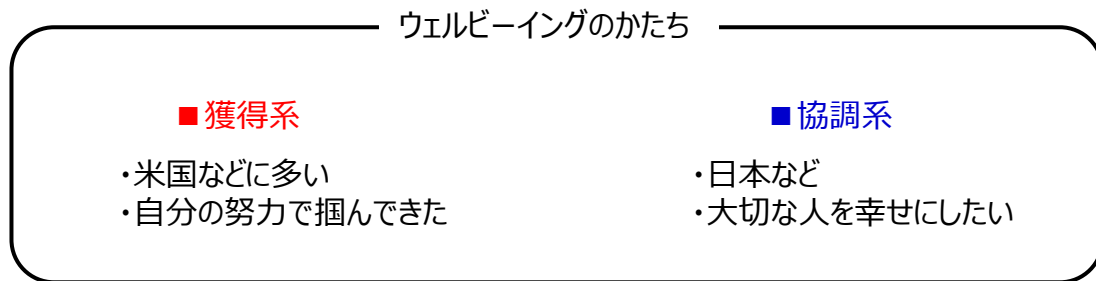 ウェルビーイングのかたち
■獲得系
・米国などに多い
・自分の努力で掴んできた
■協調系
・日本など
・大切な人を幸せにしたい